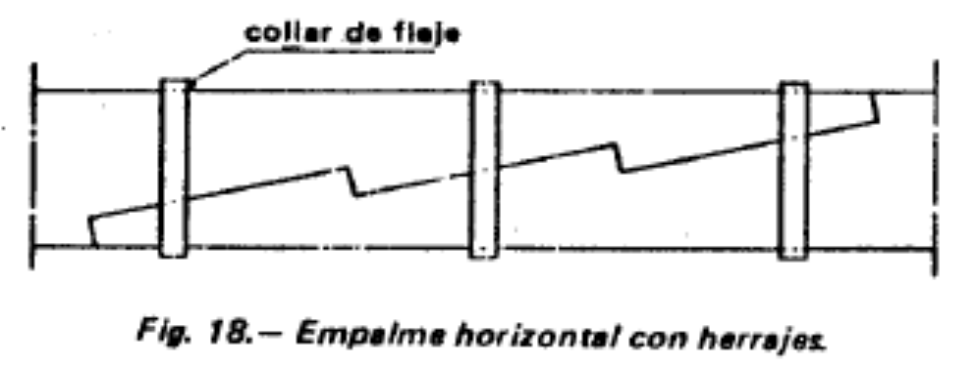 collar de fleje
Fig. 18.— Empalme horizontal con herrajes.